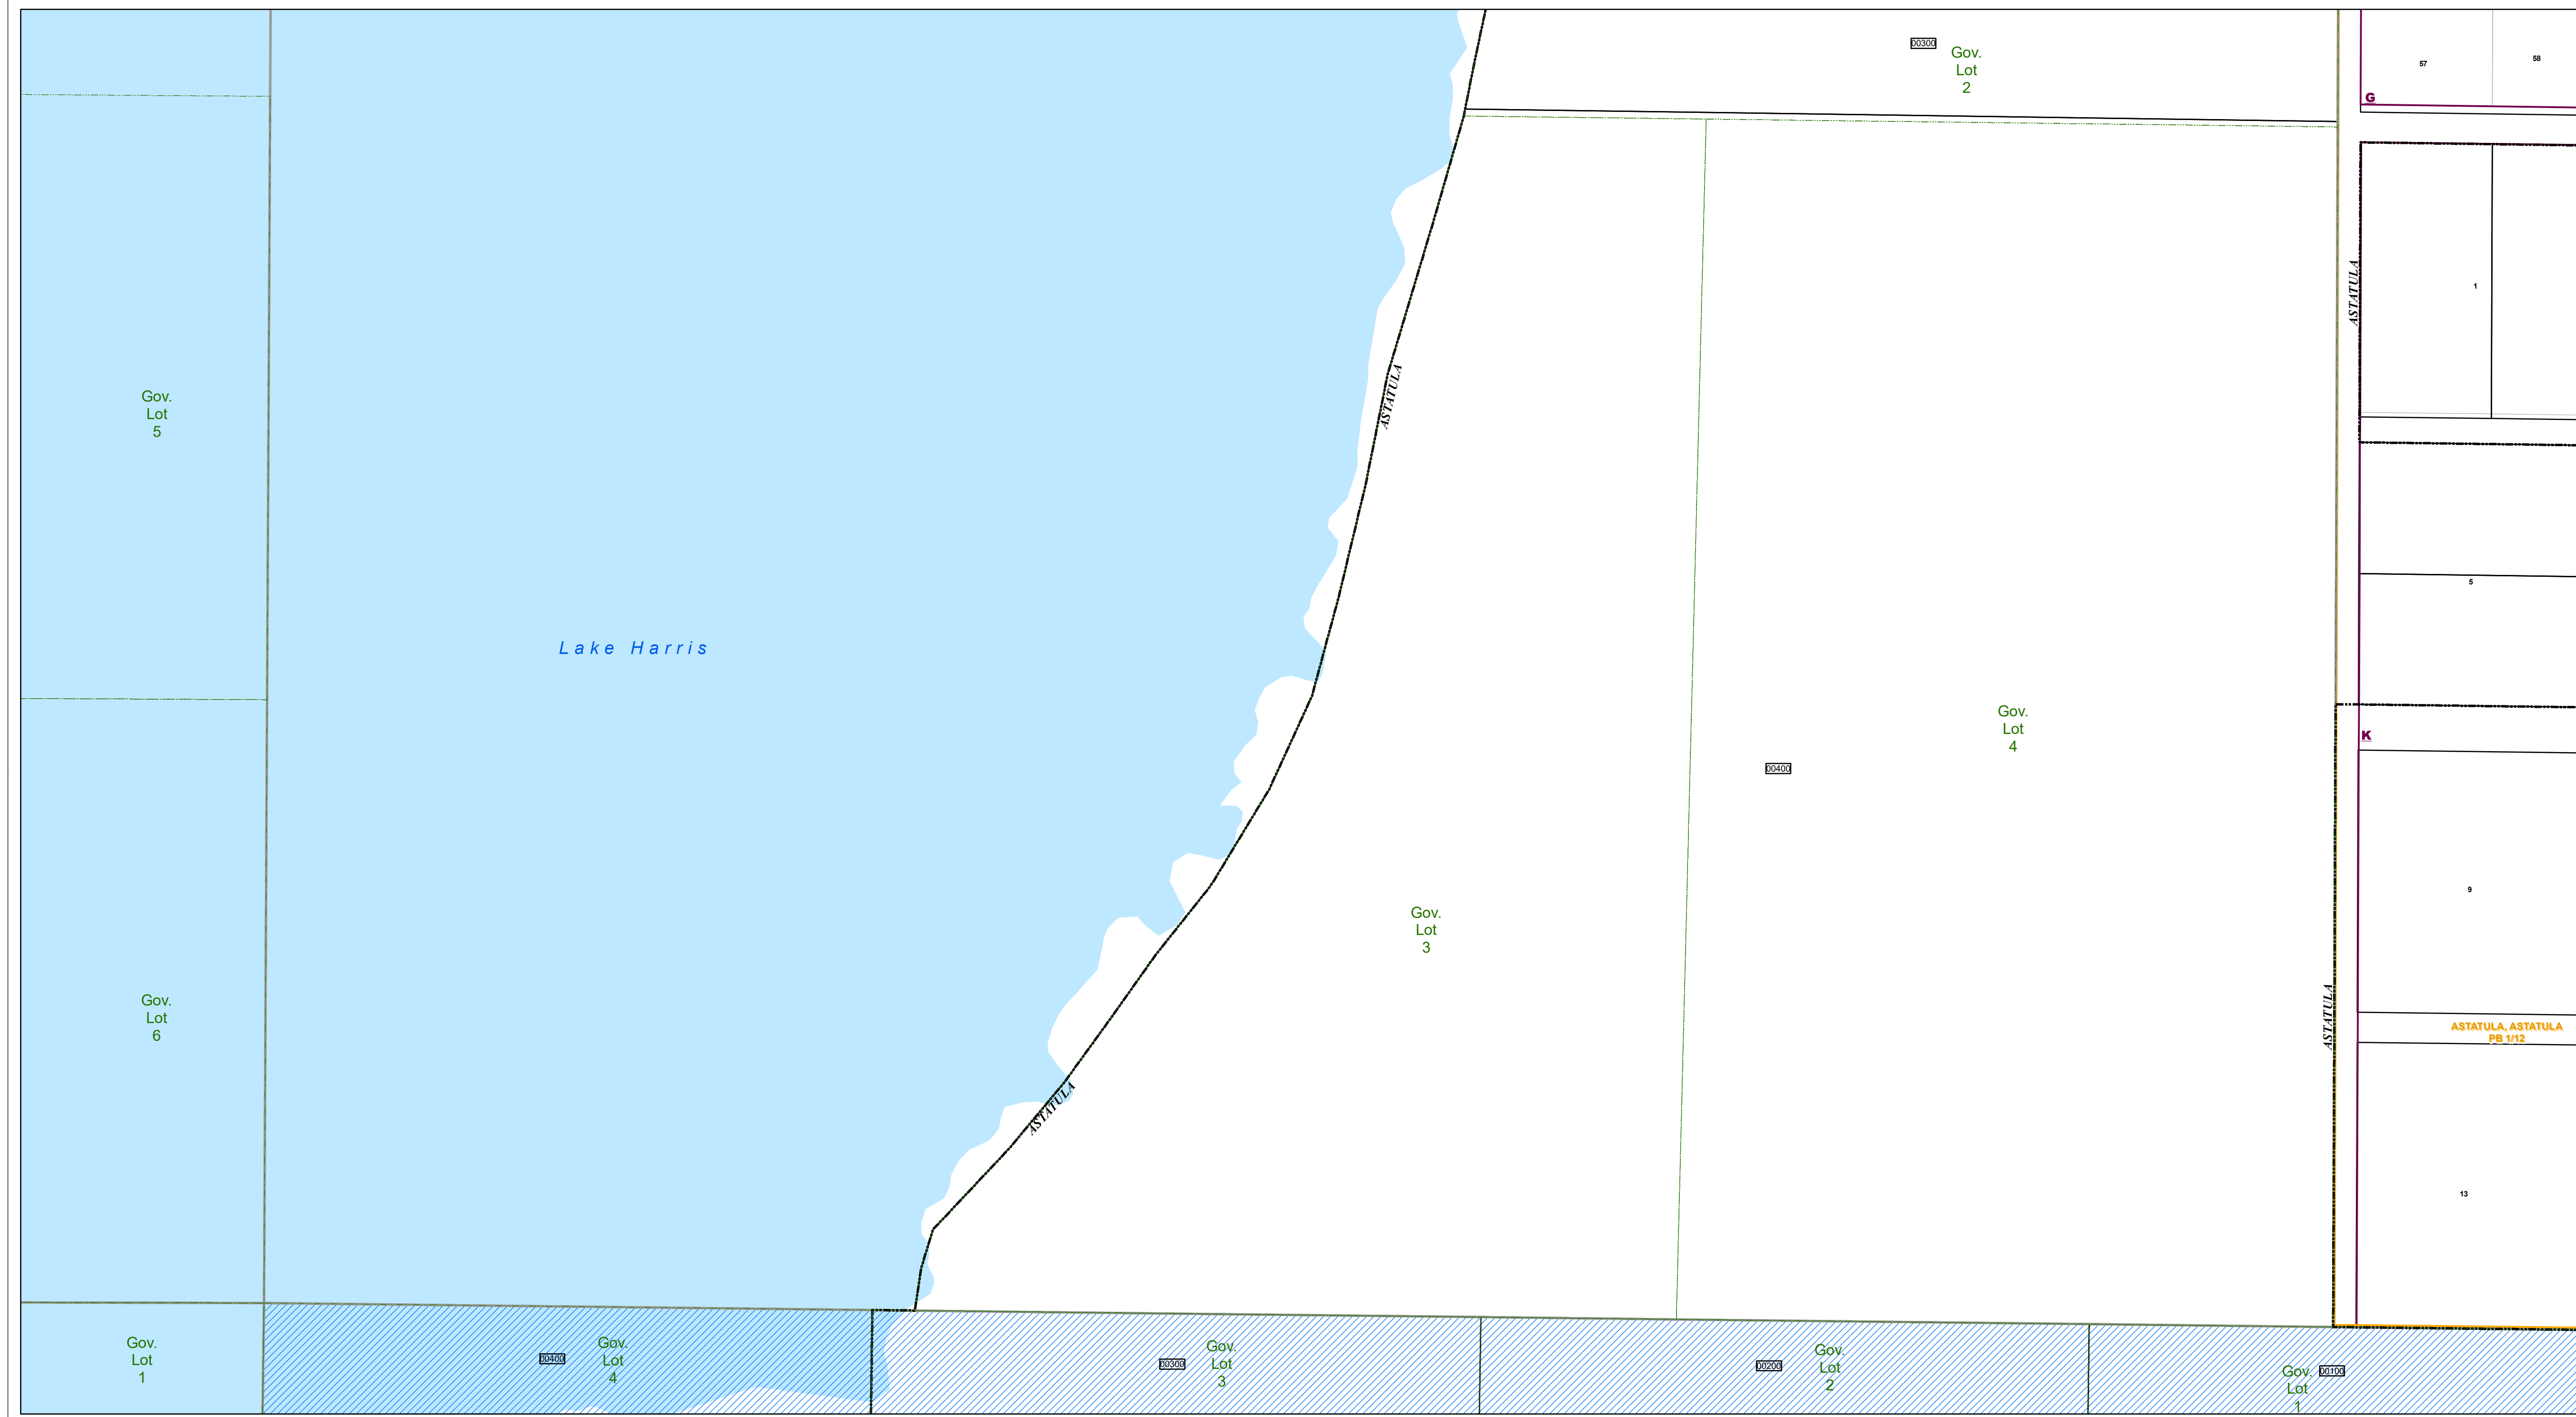 00300
Gov.
Lot
2
57
58
G
ASTATULA
1
ASTATULA
Gov.
Lot
5
5
Lake Harris
Gov.
Lot
4
K
00400
9
Gov.
Lot
3
Gov.
Lot
6
ASTATULA
ASTATULA, ASTATULA
PB 1/12
ASTATULA
13
Gov.
Lot
1
00400
Gov.
Lot
4
00300
Gov.
Lot
3
00200
Gov.
Lot
2
Gov.
Lot
1
00100